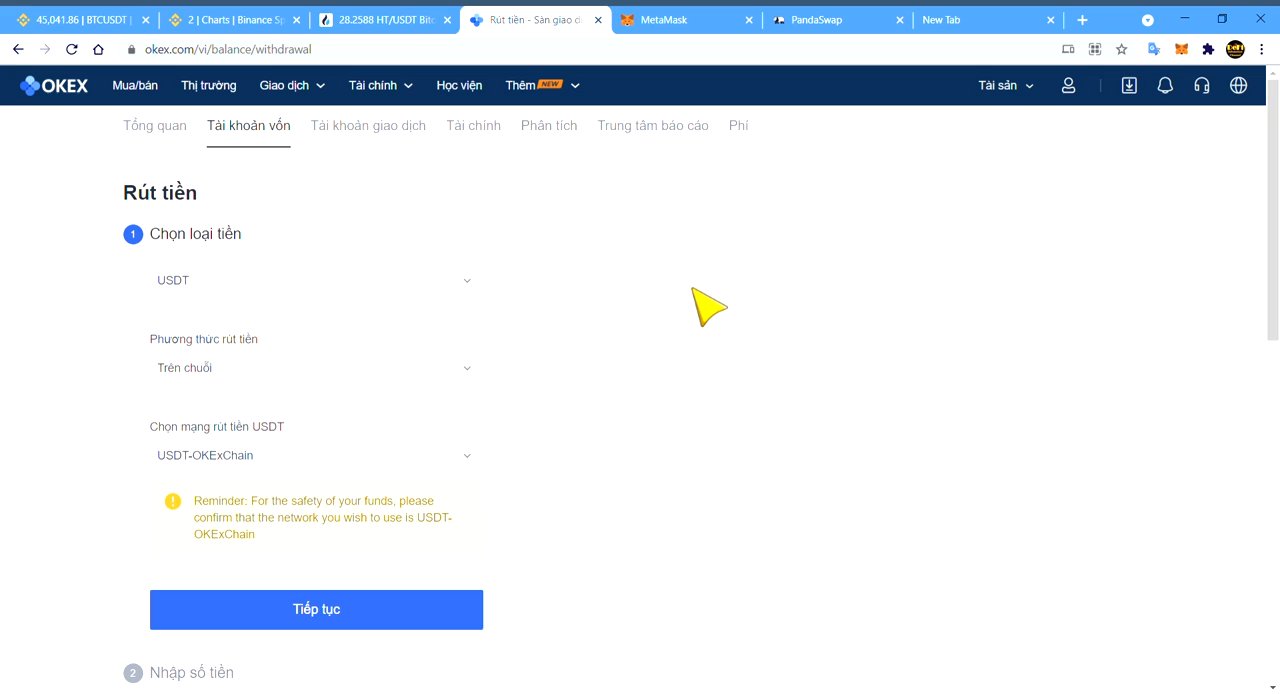 45,041.86 | BTCUSDT |
2 | Charts | Binance Sp
28.2588 HT/USDT Bitc
Rút tiền - Sàn giao d
MetaMask
PandaSwap
New Tab
okex.com/vi/balance/withdrawal
OKEX
Mua/bán
Thị trường
Giao dịch
Tài chính
Học viện
Thêm NEW
Tài sản
Tổng quan
Tài khoản vốn
Tài khoản giao dịch
Tài chính
Phân tích
Trung tâm báo cáo
Phí
Rút tiền
1 Chọn loại tiền
USDT
Phương thức rút tiền
Trên chuỗi
Chọn mạng rút tiền USDT
USDT-OKExChain
Reminder: For the safety of your funds, please
confirm that the network you wish to use is USDT-
OKExChain
Tiếp tục
2 Nhập số tiền